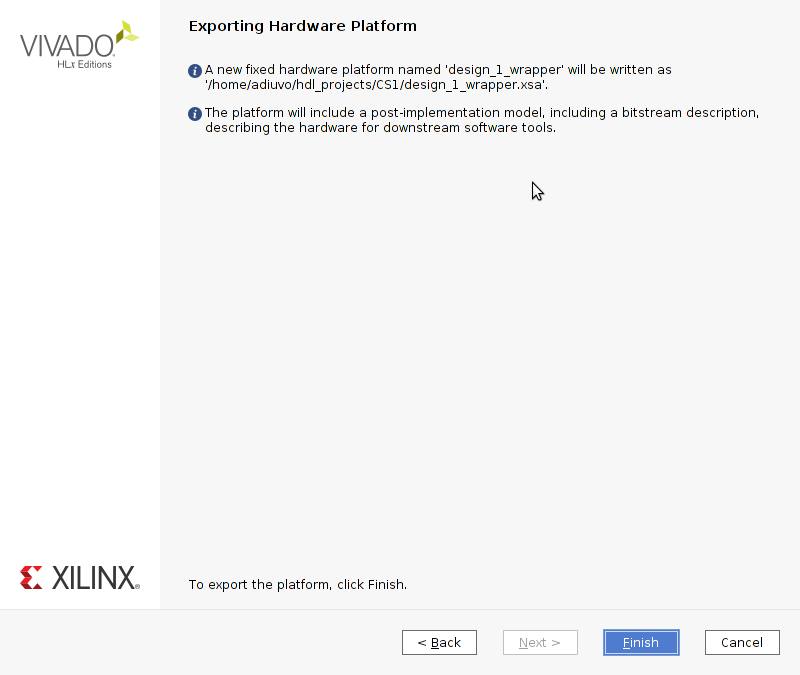 VIVADO.
HLx Editions
Exporting Hardware Platform
A new fixed hardware platform named 'design_1_wrapper' will be written as
'/home/adiuvo/hdl_projects/CS1/design_1_wrapper.xsa'.
The platform will include a post-implementation model, including a bitstream description,
describing the hardware for downstream software tools.
XILINX®
To export the platform, click Finish.
< Back
Next >
Finish
Cancel